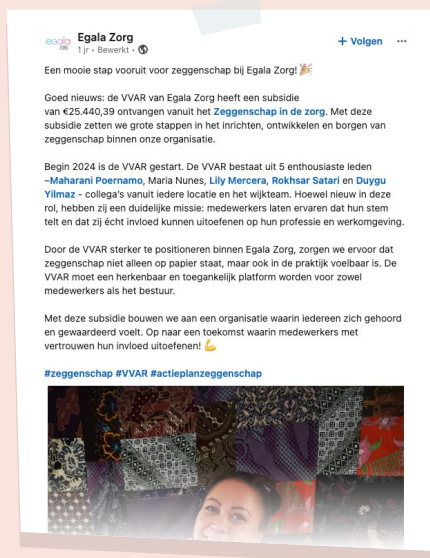 egala
ZORG
Egala Zorg
1 jr • Bewerkt •
+ Volgen
Een mooie stap vooruit voor zeggenschap bij Egala Zorg! 🎉
Goed nieuws: de VVAR van Egala Zorg heeft een subsidie
van €25.440,39 ontvangen vanuit het Zeggenschap in de zorg. Met deze
subsidie zetten we grote stappen in het inrichten, ontwikkelen en borgen van
zeggenschap binnen onze organisatie.
Begin 2024 is de VVAR gestart. De VVAR bestaat uit 5 enthousiaste leden
–Maharani Poernamo, Maria Nunes, Lily Mercera, Rokhsar Satari en Duygu
Yilmaz - collega's vanuit iedere locatie en het wijkteam. Hoewel nieuw in deze
rol, hebben zij een duidelijke missie: medewerkers laten ervaren dat hun stem
telt en dat zij écht invloed kunnen uitoefenen op hun professie en werkomgeving.
Door de VVAR sterker te positioneren binnen Egala Zorg, zorgen we ervoor dat
zeggenschap niet alleen op papier staat, maar ook in de praktijk voelbaar is. De
VVAR moet een herkenbaar en toegankelijk platform worden voor zowel
medewerkers als het bestuur.
Met deze subsidie bouwen we aan een organisatie waarin iedereen zich gehoord
en gewaardeerd voelt. Op naar een toekomst waarin medewerkers met
vertrouwen hun invloed uitoefenen! 💪
#zeggenschap #VVAR #actieplanzeggenschap